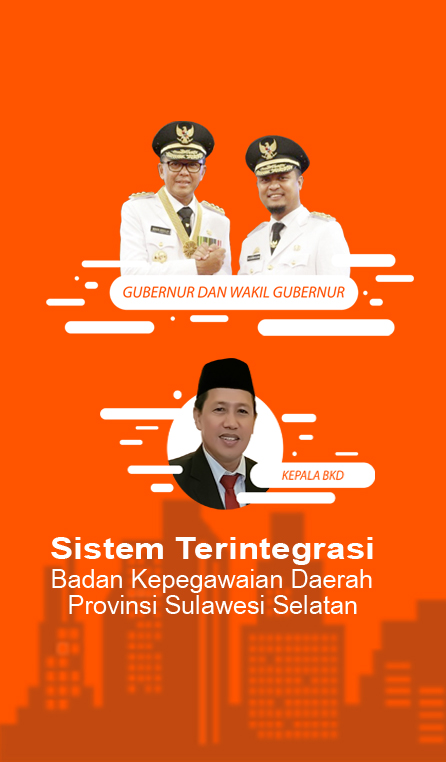 GUBERNUR DAN WAKIL GUBERNUR
KEPALA BKD
Sistem Terintegrasi
Badan Kepegawaian Daerah
Provinsi Sulawesi Selatan